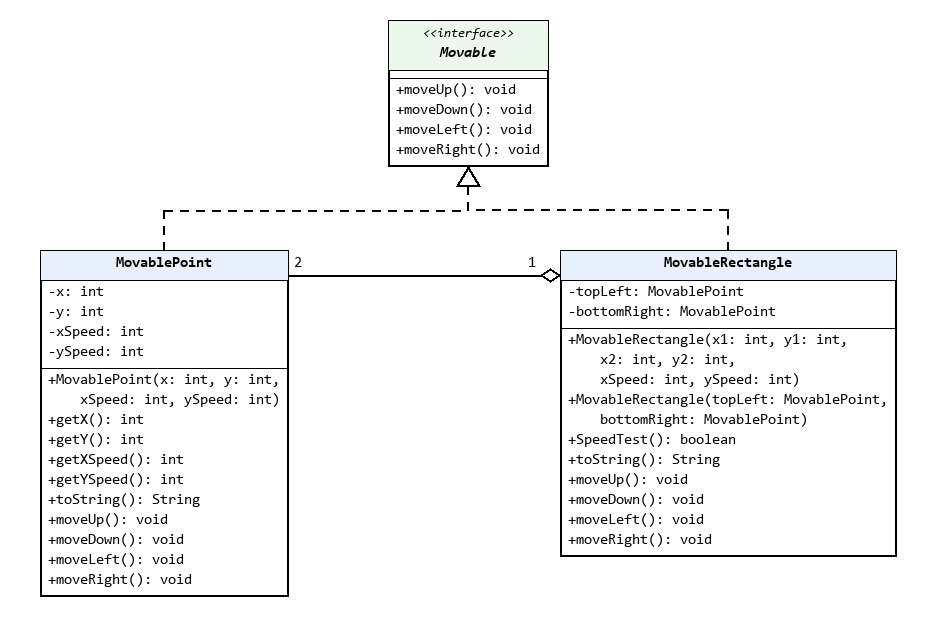 <<interface>>
Movable
+moveUp(): void
+moveDown(): void
+moveLeft(): void
+moveRight(): void
2
1
MovablePoint
-x: int
-y: int
-xSpeed: int
-ySpeed: int
+MovablePoint(x: int, y: int,
xSpeed: int, ySpeed: int)
+getX(): int
+getY(): int
+getXSpeed(): int
+getYSpeed(): int
+toString(): String
+moveUp(): void
+moveDown(): void
+moveLeft(): void
+moveRight(): void
MovableRectangle
-topLeft: MovablePoint
-bottomRight: MovablePoint
+MovableRectangle(x1: int, y1: int,
x2: int, y2: int,
xSpeed: int, ySpeed: int)
+MovableRectangle(topLeft: MovablePoint,
bottomRight: MovablePoint)
+SpeedTest(): boolean
+toString(): String
+moveUp(): void
+moveDown(): void
+moveLeft(): void
+moveRight(): void